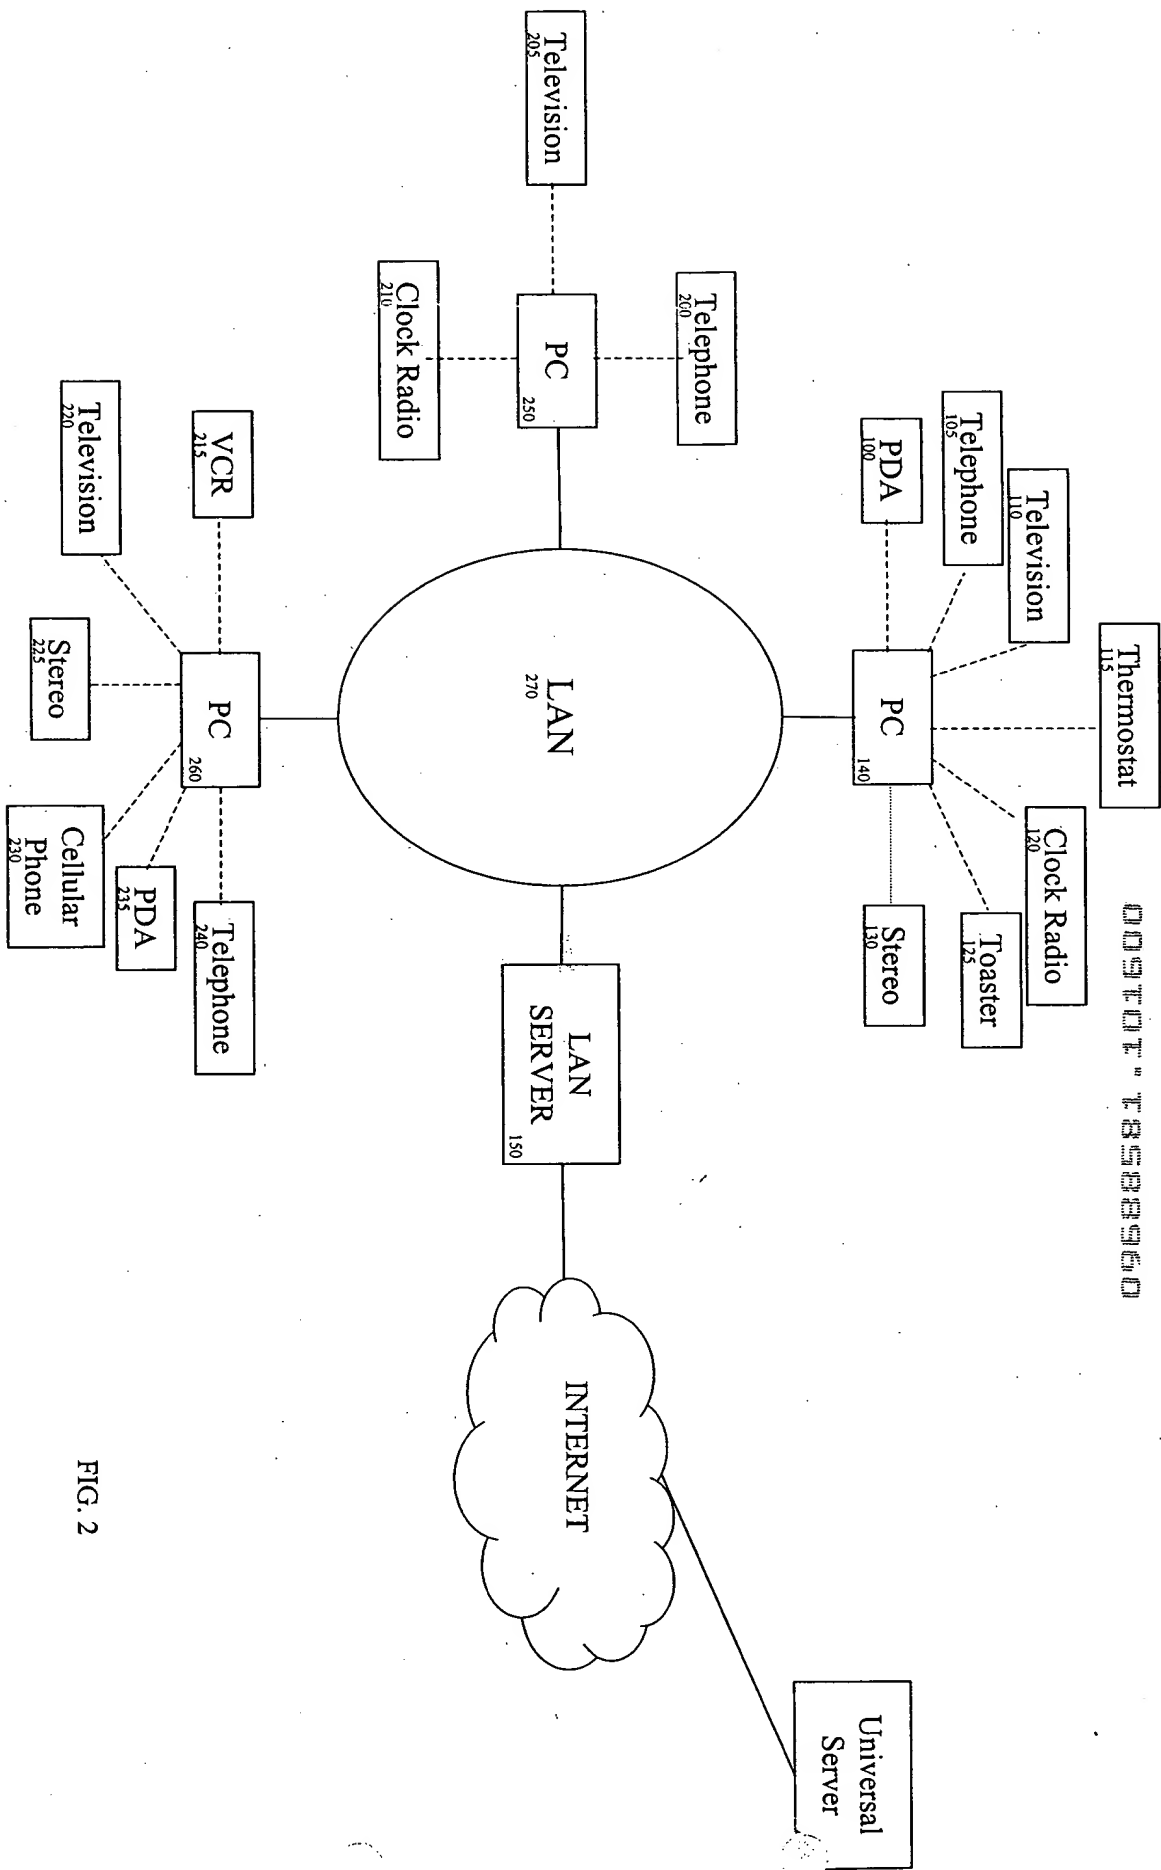 09688581 " 101600
Thermostat
115
Television
110
Telephone
105
PDA
100
Clock Radio
120
Toaster
125
Stereo
130
PC
140
Telephone
200
Television
205
Clock Radio
210
PC
250
LAN
270
LAN
SERVER
150
INTERNET
Universal
Server
VCR
215
Television
220
Stereo
225
PC
260
Cellular
Phone
230
PDA
235
Telephone
240
FIG. 2